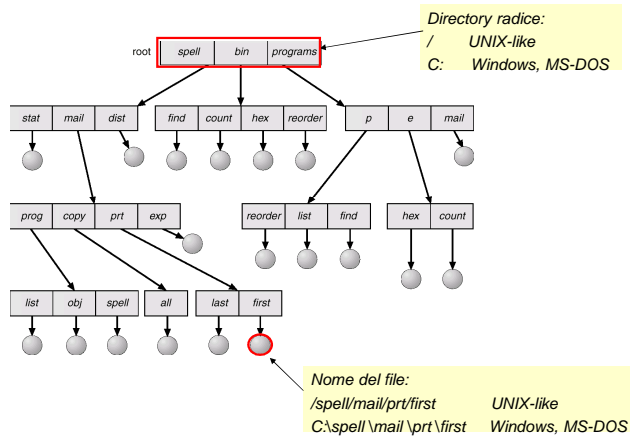 Directory radice:
/ UNIX-like
C: Windows, MS-DOS
root spell bin programs
stat mail dist find count hex reorder p e mail
prog copy prt exp reorder list find hex count
list obj spell all last first
Nome del file:
/spell/mail/prt/first UNIX-like
C:\spell \mail \prt \first Windows, MS-DOS